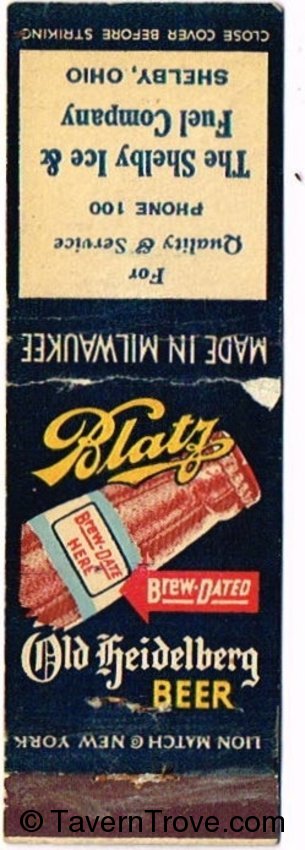 CLOSE COVER BEFORE STRIKING
For
Quality & Service
PHONE 100
The Shelby Ice &
Fuel Company
SHELBY, OHIO
MADE IN MILWAUKEE
Blatz
BREW-DATE
HERE
BREW-DATED
Old Heidelberg
BEER
LION MATCH © NEW YORK
© TavernTrove.com